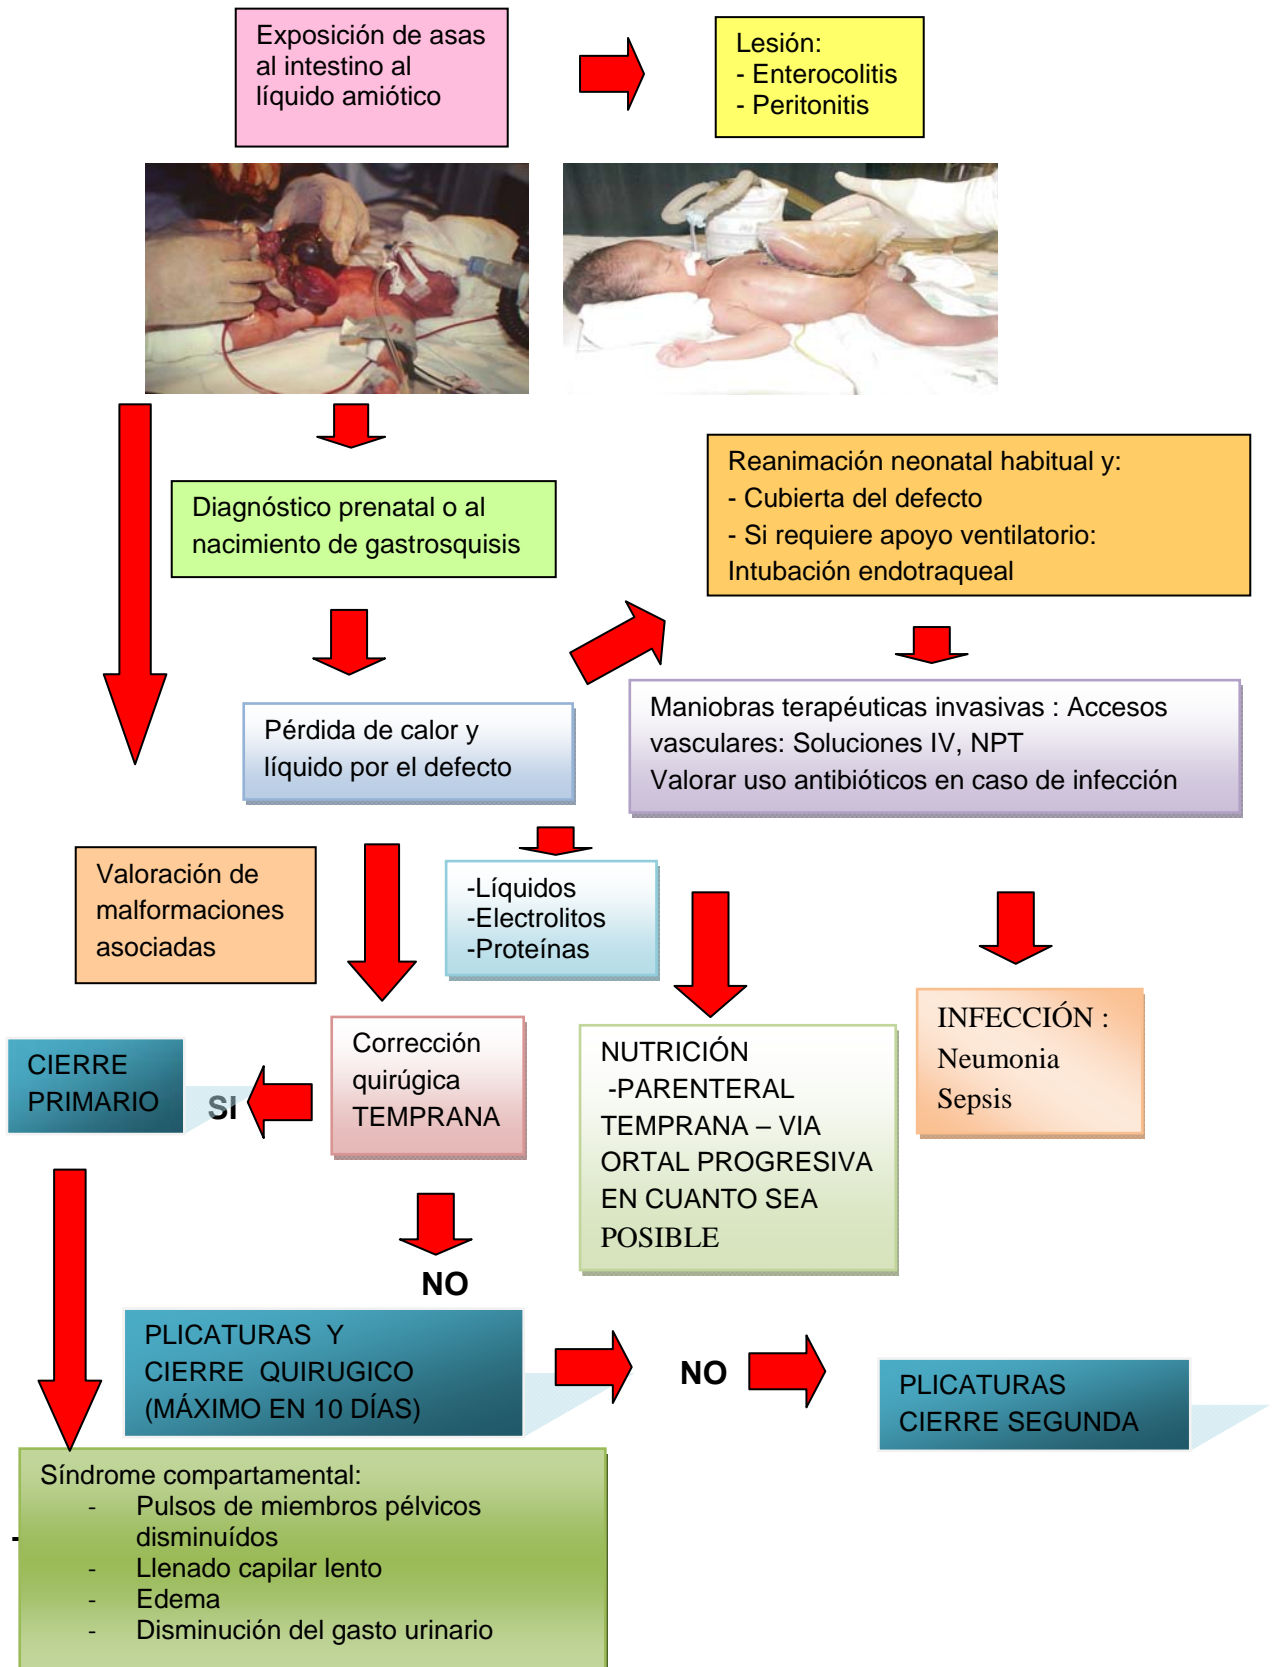 Exposición de asas
al intestino al
líquido amiótico
Lesión:
- Enterocolitis
- Peritonitis
Diagnóstico prenatal o al
nacimiento de gastrosquisis
Reanimación neonatal habitual y:
- Cubierta del defecto
- Si requiere apoyo ventilatorio:
Intubación endotraqueal
Pérdida de calor y
líquido por el defecto
Maniobras terapéuticas invasivas : Accesos
vasculares: Soluciones IV, NPT
Valorar uso antibióticos en caso de infección
Valoración de
malformaciones
asociadas
-Líquidos
-Electrolitos
-Proteínas
CIERRE
PRIMARIO
SI
Corrección
quirúgica
TEMPRANA
NUTRICIÓN
-PARENTERAL
TEMPRANA – VIA
ORTAL PROGRESIVA
EN CUANTO SEA
POSIBLE
INFECCIÓN :
Neumonia
Sepsis
NO
PLICATURAS Y
CIERRE QUIRUGICO
(MÁXIMO EN 10 DÍAS)
NO
PLICATURAS
CIERRE SEGUNDA
Síndrome compartamental:
- Pulsos de miembros pélvicos
disminuídos
- Llenado capilar lento
- Edema
- Disminución del gasto urinario